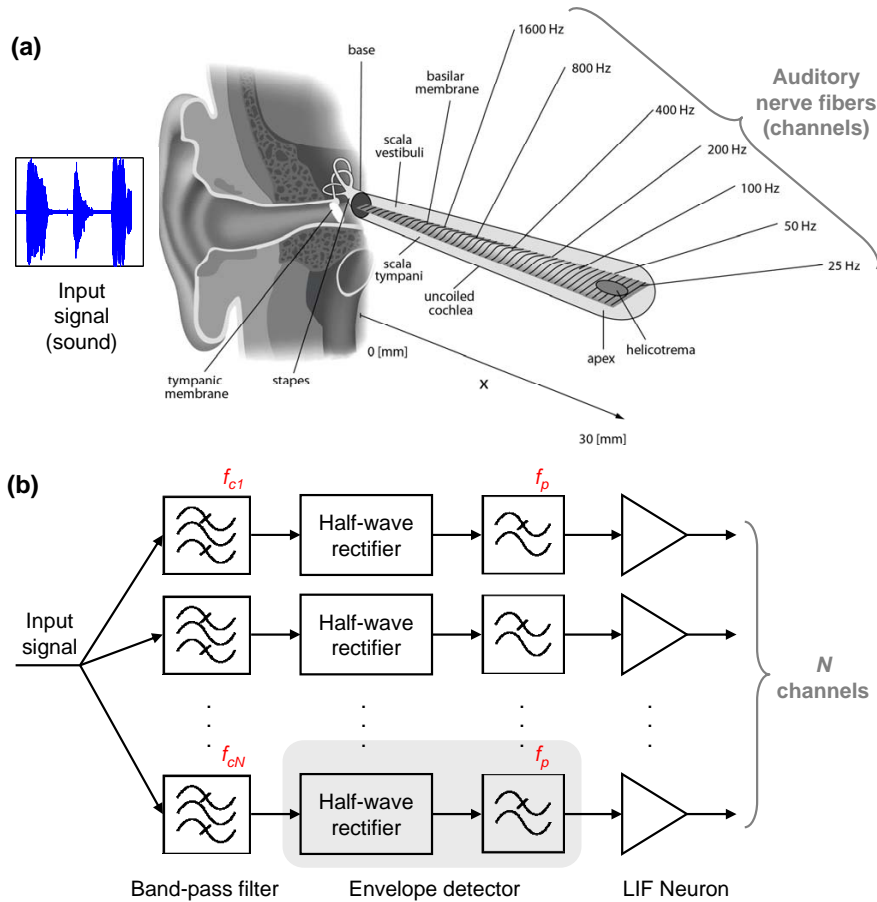 (a)
Input
signal
(sound)
base
1600 Hz
basilar
membrane
800 Hz
scala
vestibuli
400 Hz
200 Hz
100 Hz
50 Hz
25 Hz
Auditory
nerve fibers
(channels)
scala
tympani
uncoiled
cochlea
helicotrema
apex
0 [mm]
x
30 [mm]
tympanic
membrane
stapes
(b)
Input
signal
fc1
Half-wave
rectifier
fp
Half-wave
rectifier
fcN
Half-wave
rectifier
fp
N
channels
Band-pass filter
Envelope detector
LIF Neuron